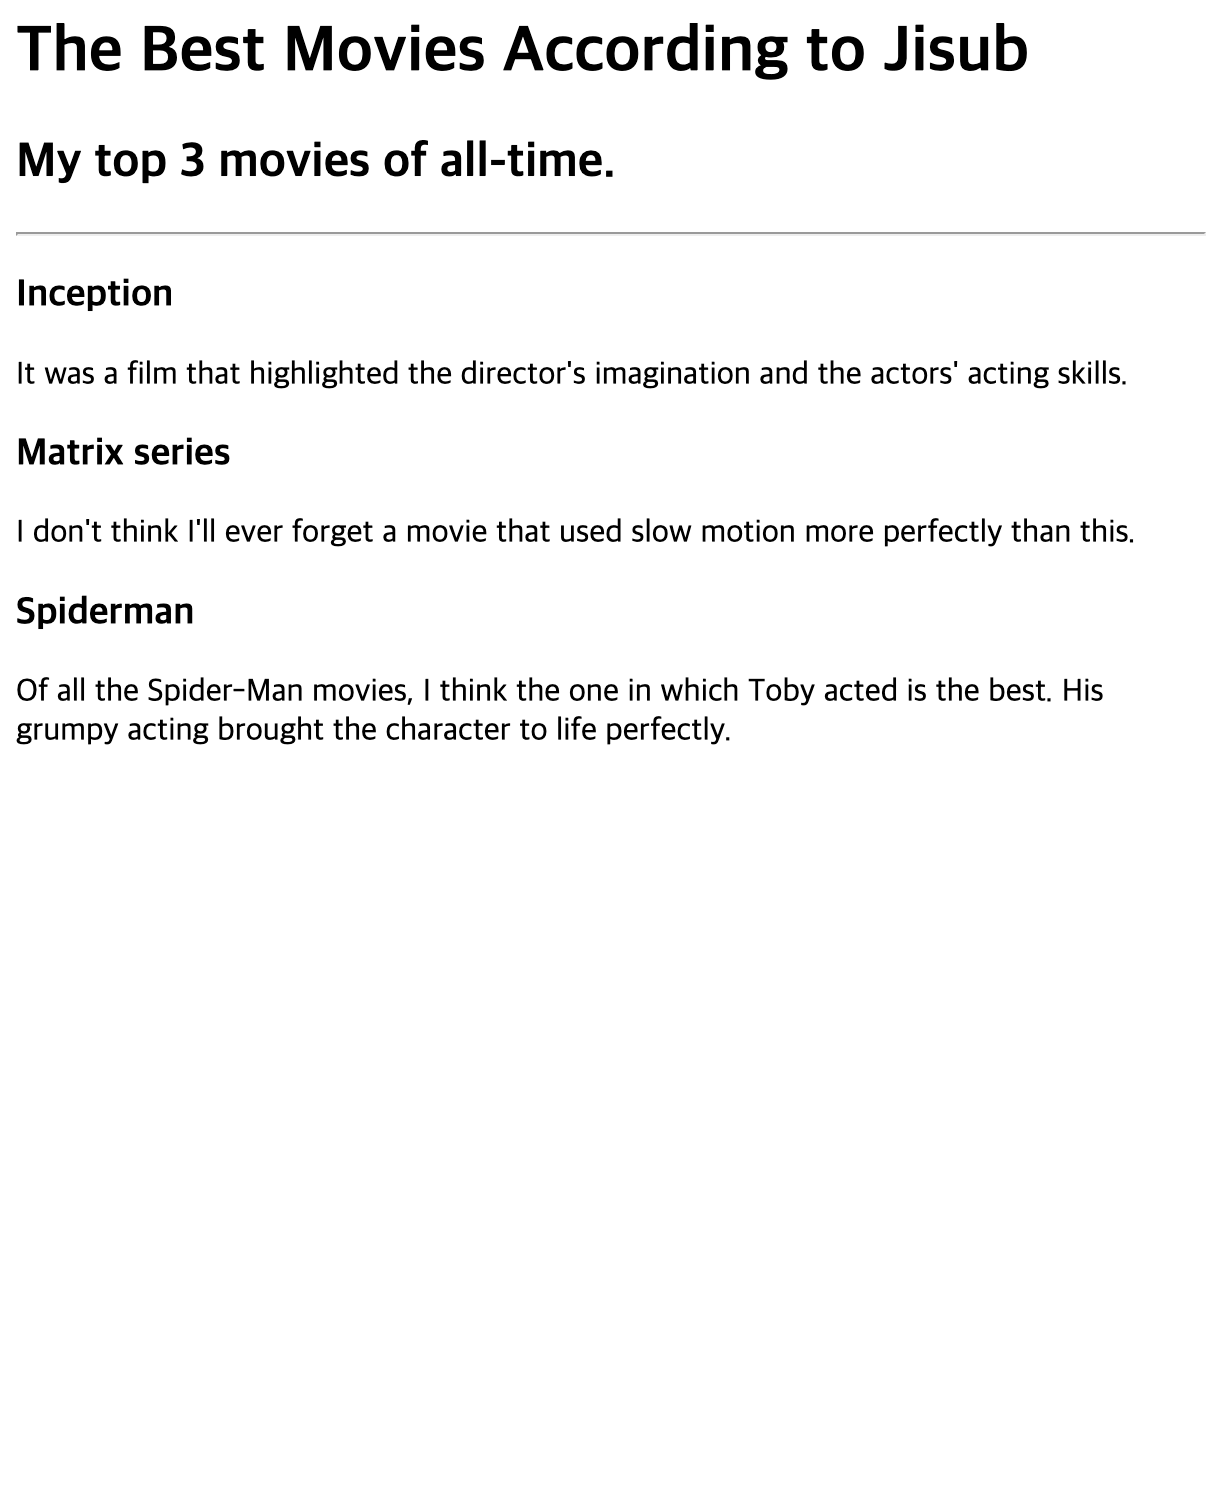 The Best Movies According to Jisub
My top 3 movies of all-time.
Inception
It was a film that highlighted the director's imagination and the actors' acting skills.
Matrix series
I don't think I'll ever forget a movie that used slow motion more perfectly than this.
Spiderman
Of all the Spider-Man movies, I think the one in which Toby acted is the best. His
grumpy acting brought the character to life perfectly.